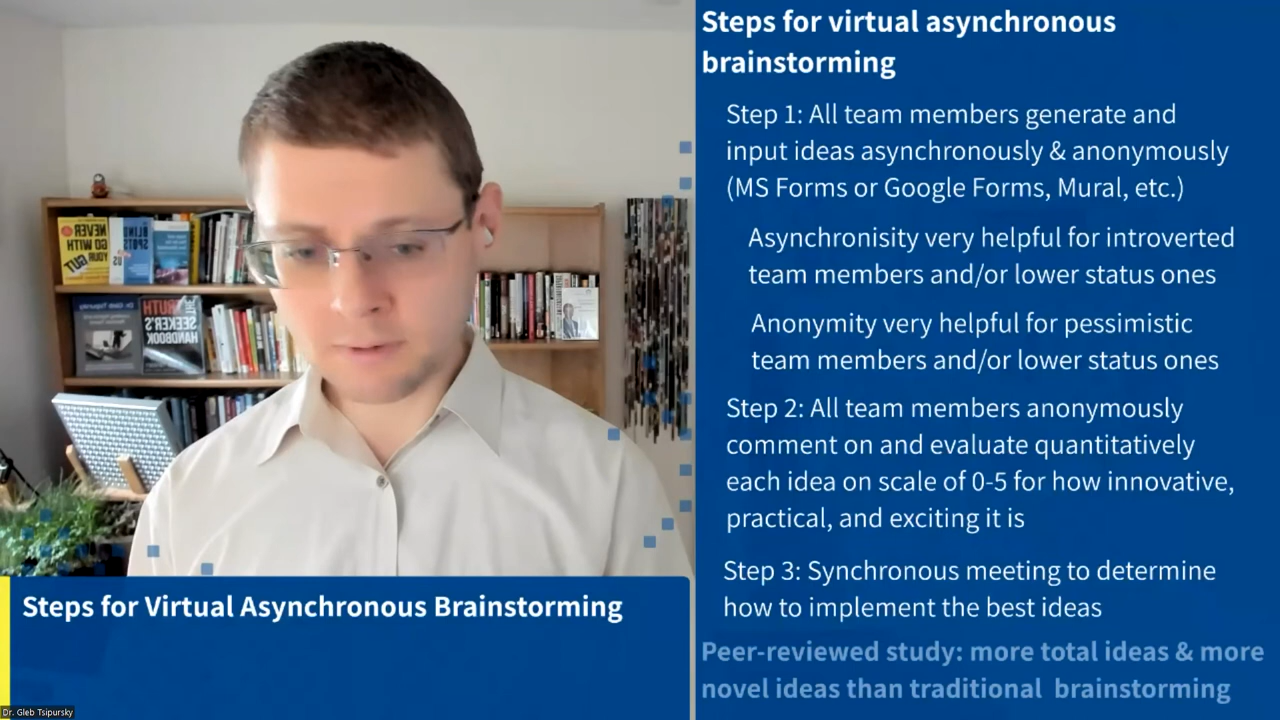 Steps for virtual asynchronous
brainstorming
Step 1: All team members generate and
input ideas asynchronously & anonymously
(MS Forms or Google Forms, Mural, etc.)
Asynchronisity very helpful for introverted
team members and/or lower status ones
Anonymity very helpful for pessimistic
team members and/or lower status ones
Step 2: All team members anonymously
comment on and evaluate quantitatively
each idea on scale of 0-5 for how innovative,
practical, and exciting it is
Step 3: Synchronous meeting to determine
how to implement the best ideas
Peer-reviewed study: more total ideas & more
novel ideas than traditional brainstorming
NEVER
GO WITH
YOUR
GUT
BLIND
SPOTS
Dr. Gleb Tsipursky
TRUTH
SEEKER'S
HANDBOOK
Steps for Virtual Asynchronous Brainstorming
Dr. Gleb Tsipursky